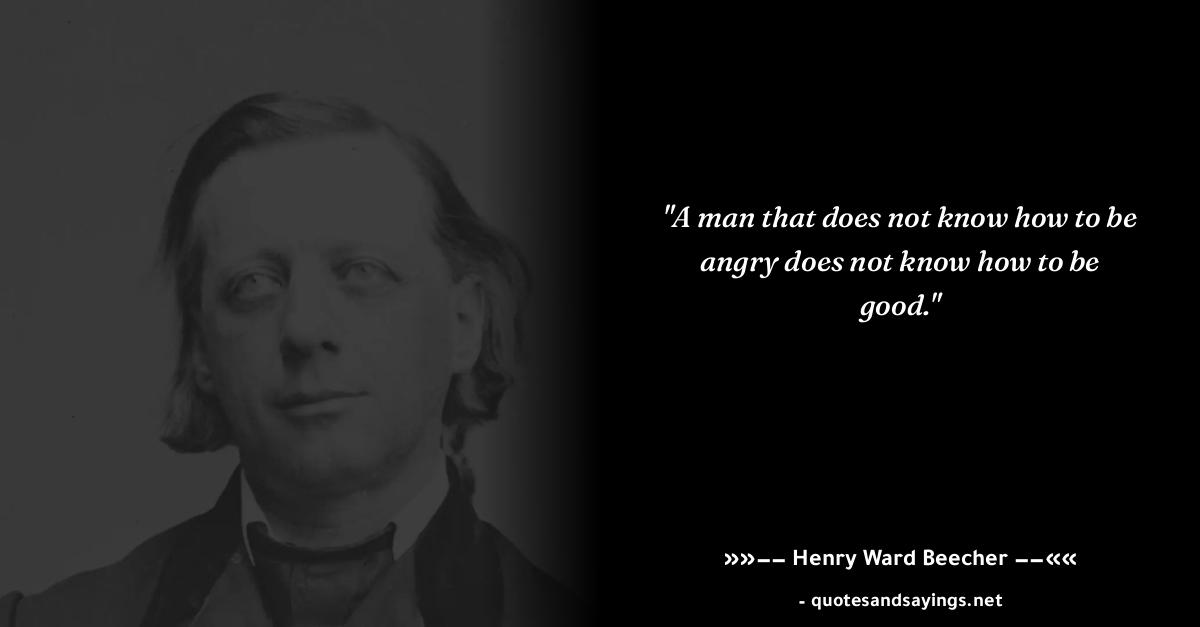 "A man that does not know how to be
angry does not know how to be
good."
»»−− Henry Ward Beecher −−««
- quotesandsayings.net